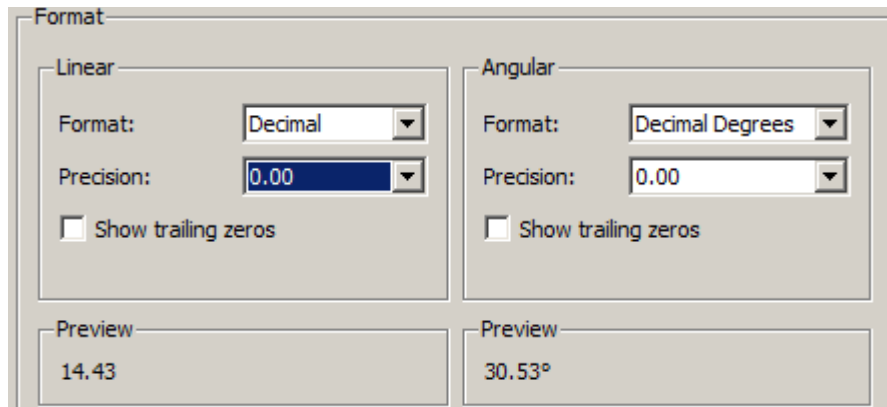 Format
Linear
Format: Decimal
Precision: 0.00
Show trailing zeros
Preview
14.43
Angular
Format: Decimal Degrees
Precision: 0.00
Show trailing zeros
Preview
30.53°